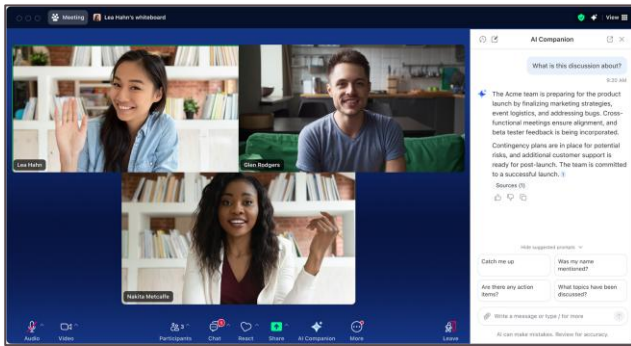 Meeting
Lea Hahn's whiteboard
View
AI Companion
What is this discussion about?
9:20 AM
The Acme team is preparing for the product
launch by finalizing marketing strategies,
event logistics, and addressing bugs. Cross-
functional meetings ensure alignment, and
beta tester feedback is being incorporated.
Contingency plans are in place for potential
risks, and additional customer support is
ready for post-launch. The team is committed
to a successful launch.
Sources (1)
Hide suggested prompts
Catch me up
Was my name
mentioned?
Are there any action
items?
What topics have been
discussed?
Write a message or type / for more
AI can make mistakes. Review for accuracy.
Lea Hahn
Glen Rodgers
Nakita Metcalfe
Audio
Video
3
Participants
Chat
React
Share
AI Companion
More
Leave